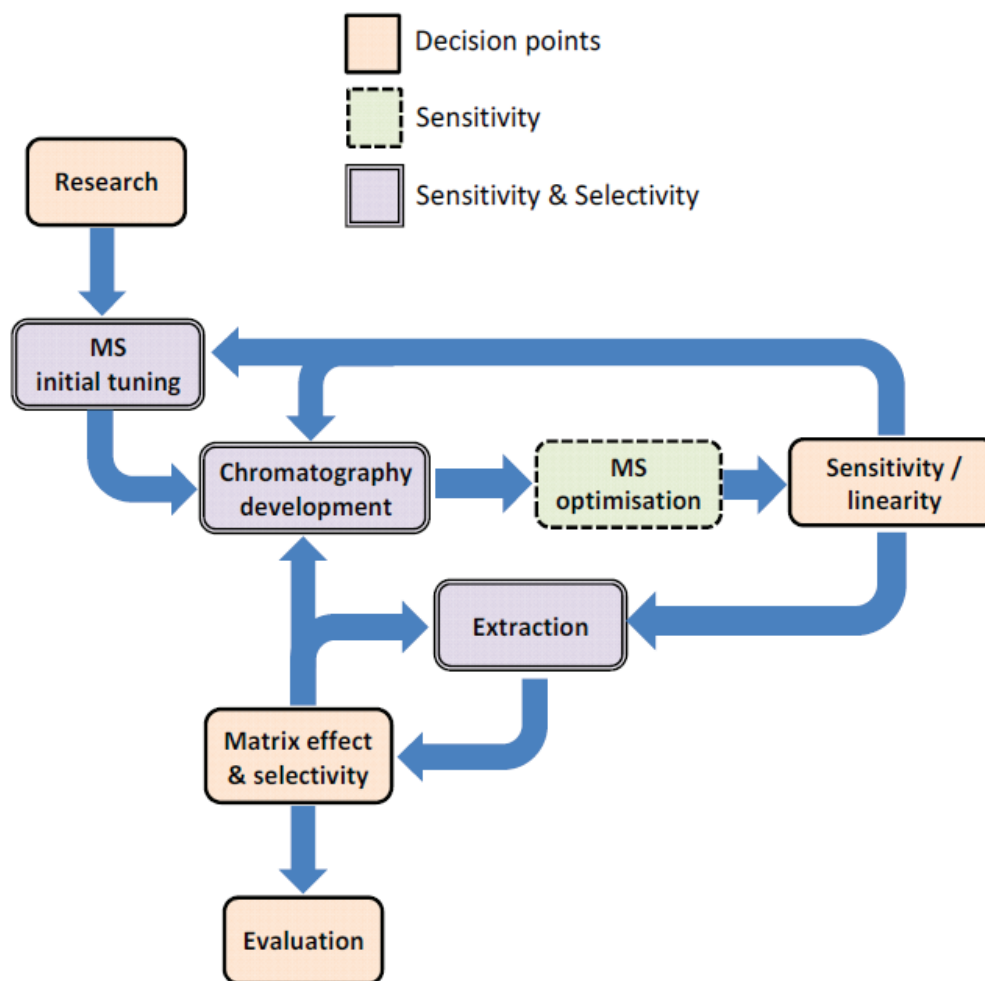 Decision points
Sensitivity
Sensitivity & Selectivity
Research
MS
initial tuning
Chromatography
development
MS
optimisation
Sensitivity /
linearity
Extraction
Matrix effect
& selectivity
Evaluation